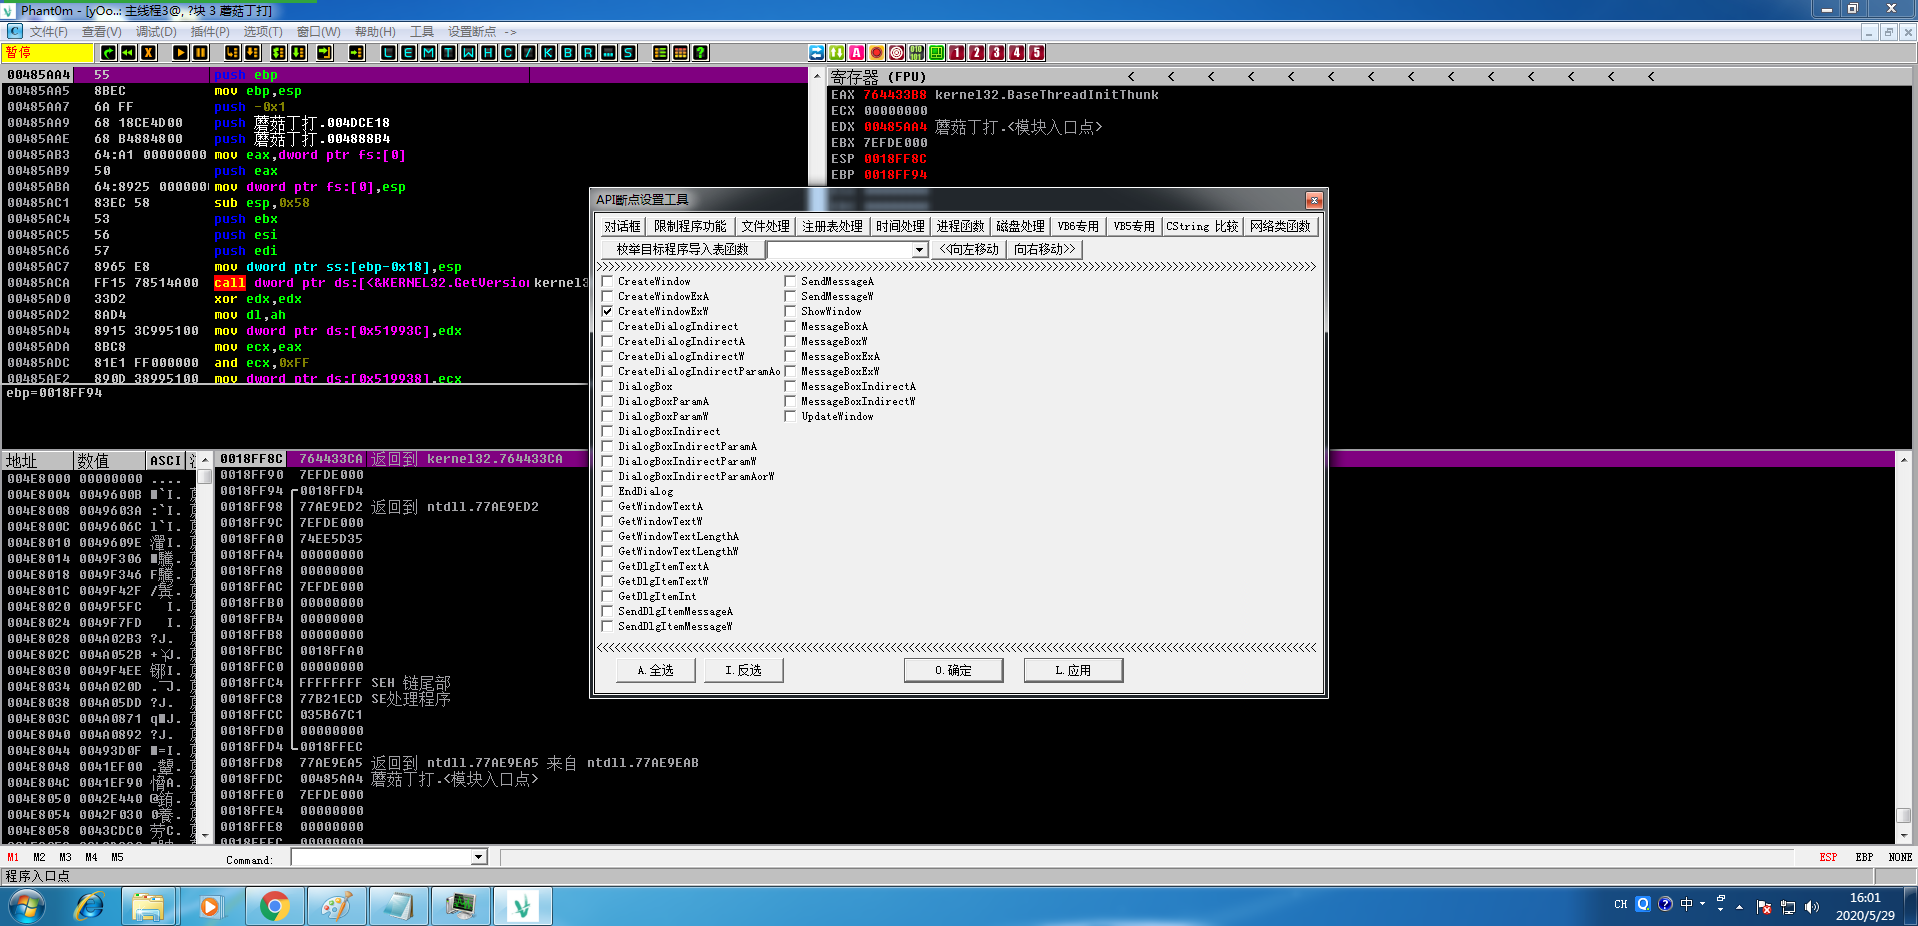 Phant0m - [yOo..: 主线程3@, ?块 3 蘑菇丁打]
文件(F) 查看(V) 调试(D) 插件(P) 选项(T) 窗口(W) 帮助(H) 工具 设置断点 ->
暂停
L E M T W H C / K B R ... S ?
A 1 2 3 4 5
00485AA4 55 push ebp
00485AA5 8BEC mov ebp,esp
00485AA7 6A FF push -0x1
00485AA9 68 18CE4D00 push 蘑菇丁打.004DCE18
00485AAE 68 B4884800 push 蘑菇丁打.004888B4
00485AB3 64:A1 00000000 mov eax,dword ptr fs:[0]
00485AB9 50 push eax
00485ABA 64:8925 000000 mov dword ptr fs:[0],esp
00485AC1 83EC 58 sub esp,0x58
00485AC4 53 push ebx
00485AC5 56 push esi
00485AC6 57 push edi
00485AC7 8965 E8 mov dword ptr ss:[ebp-0x18],esp
00485ACA FF15 78514A00 call dword ptr ds:[<&KERNEL32.GetVersion kernel3
00485AD0 33D2 xor edx,edx
00485AD2 8AD4 mov dl,ah
00485AD4 8915 3C995100 mov dword ptr ds:[0x51993C],edx
00485ADA 8BC8 mov ecx,eax
00485ADC 81E1 FF000000 and ecx,0xFF
00485AE2 890D 38995100 mov dword ptr ds:[0x519938],ecx
ebp=0018FF94
寄存器 (FPU) < < < < < < < < < < < < < <
EAX 764433B8 kernel32.BaseThreadInitThunk
ECX 00000000
EDX 00485AA4 蘑菇丁打.<模块入口点>
EBX 7EFDE000
ESP 0018FF8C
EBP 0018FF94
API断点设置工具
对话框 限制程序功能 文件处理 注册表处理 时间处理 进程函数 磁盘处理 VB6专用 VB5专用 CString 比较 网络类函数
枚举目标程序导入表函数 <<向左移动 向右移动>>
CreateWindow
CreateWindowExA
CreateWindowExW
CreateDialogIndirect
CreateDialogIndirectA
CreateDialogIndirectW
CreateDialogIndirectParamAo
DialogBox
DialogBoxParamA
DialogBoxParamW
DialogBoxIndirect
DialogBoxIndirectParamA
DialogBoxIndirectParamW
DialogBoxIndirectParamAorW
EndDialog
GetWindowTextA
GetWindowTextW
GetWindowTextLengthA
GetWindowTextLengthW
GetDlgItemTextA
GetDlgItemTextW
GetDlgItemInt
SendDlgItemMessageA
SendDlgItemMessageW
SendMessageA
SendMessageW
ShowWindow
MessageBoxA
MessageBoxW
MessageBoxExA
MessageBoxExW
MessageBoxIndirectA
MessageBoxIndirectW
UpdateWindow
A.全选 I.反选 O.确定 L.应用
地址 数值 ASCI
004E8000 00000000 ....
004E8004 0049600B
004E8008 0049603A
004E800C 0049606C
004E8010 0049609E
004E8014 0049F306
004E8018 0049F346
004E801C 0049F42F
004E8020 0049F5FC
004E8024 0049F7FD
004E8028 004A02B3 ?J.
004E802C 004A052B
004E8030 0049F4EE
004E8034 004A020D
004E8038 004A05DD ?J.
004E803C 004A0871
004E8040 004A0892 ?J.
004E8044 00493D0F
004E8048 0041EF00
004E804C 0041EF90
004E8050 0042E440
004E8054 0042F030
004E8058 0043CDC0 劳C.
0018FF8C 764433CA 返回到 kernel32.764433CA
0018FF90 7EFDE000
0018FF94 0018FFD4
0018FF98 77AE9ED2 返回到 ntdll.77AE9ED2
0018FF9C 7EFDE000
0018FFA0 74EE5D35
0018FFA4 00000000
0018FFA8 00000000
0018FFAC 7EFDE000
0018FFB0 00000000
0018FFB4 00000000
0018FFB8 00000000
0018FFBC 0018FFA0
0018FFC0 00000000
0018FFC4 FFFFFFFF SEH 链尾部
0018FFC8 77B21ECD SE处理程序
0018FFCC 035B67C1
0018FFD0 00000000
0018FFD4 0018FFEC
0018FFD8 77AE9EA5 返回到 ntdll.77AE9EA5 来自 ntdll.77AE9EAB
0018FFDC 00485AA4 蘑菇丁打.<模块入口点>
0018FFE0 7EFDE000
0018FFE4 00000000
0018FFE8 00000000
0018FFEC 00000000
M1 M2 M3 M4 M5 Command: ESP EBP NONE
程序入口点
CH 中
16:01
2020/5/29